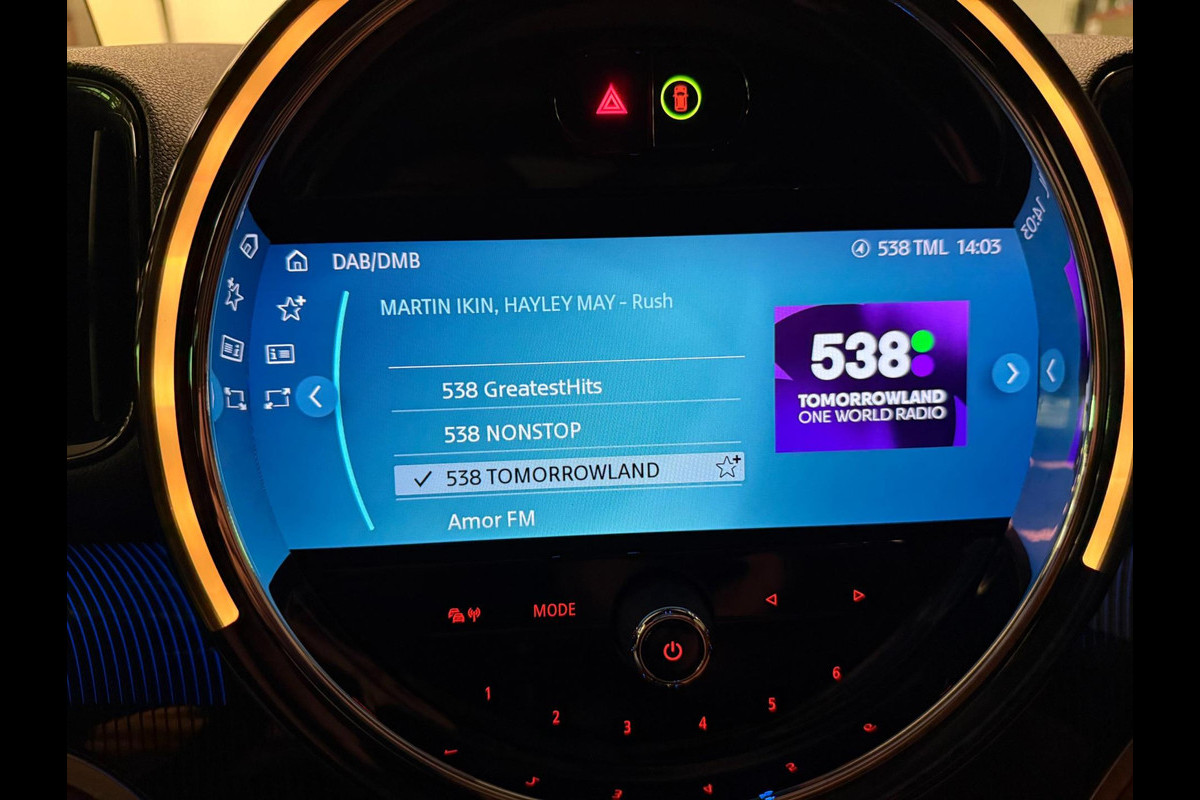 DAB/DMB
538 TML 14:03
MARTIN IKIN, HAYLEY MAY - Rush
538 GreatestHits
538 NONSTOP
538 TOMORROWLAND
Amor FM
538
TOMORROWLAND
ONE WORLD RADIO
MODE
1 2 3 4 5 6